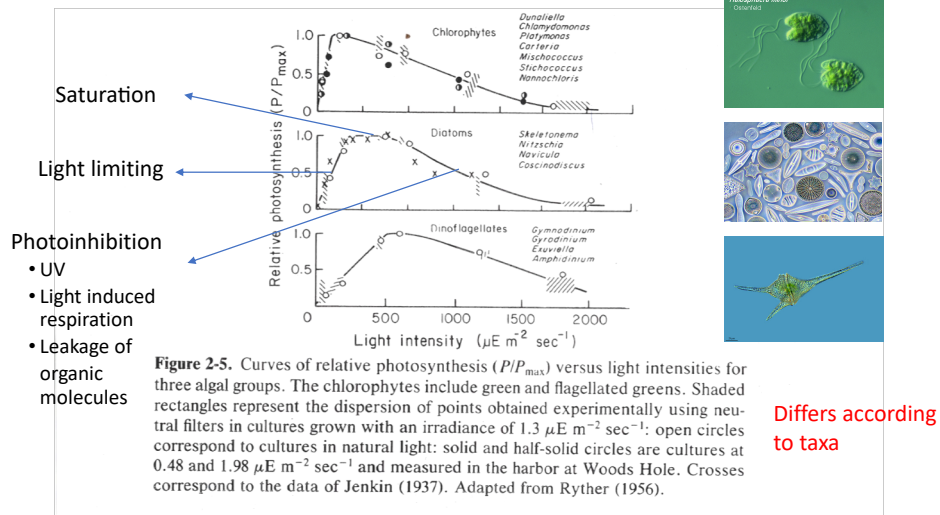 Ostenfeld
Chlorophytes
Dunaliella
Chlamydomonas
Platymonas
Carteria
Mischococcus
Stichococcus
Nannochloris
1.0
0.5
0
Saturation
Light limiting
Photoinhibition
• UV
• Light induced
respiration
• Leakage of
organic
molecules
Relative photosynthesis (P/Pmax)
Diatoms
Skeletonema
Nitzschia
Navicula
Coscinodiscus
1.0
0.5
0
Dinoflagellates
Gymnodinium
Gyrodinium
Exuviella
Amphidinium
1.0
0.5
0 500 1000 1500 2000
Light intensity (μE m⁻² sec⁻¹)
Figure 2-5. Curves of relative photosynthesis (P/Pmax) versus light intensities for
three algal groups. The chlorophytes include green and flagellated greens. Shaded
rectangles represent the dispersion of points obtained experimentally using neu-
tral filters in cultures grown with an irradiance of 1.3 μE m⁻² sec⁻¹: open circles
correspond to cultures in natural light: solid and half-solid circles are cultures at
0.48 and 1.98 μE m⁻² sec⁻¹ and measured in the harbor at Woods Hole. Crosses
correspond to the data of Jenkin (1937). Adapted from Ryther (1956).
Differs according
to taxa